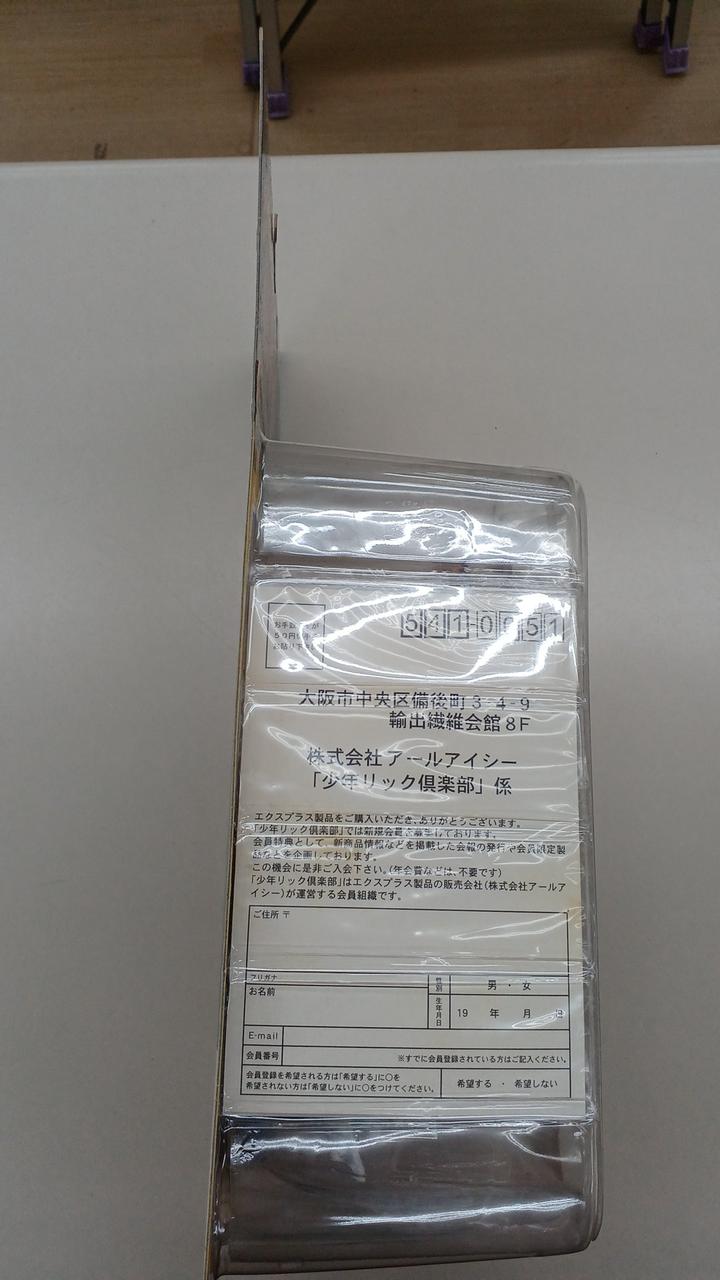 お手数
５０円
お貼り下
541-0051
大阪市中央区備後町3-4-9
輸出繊維会館8F
株式会社アールアイシー
「少年リック倶楽部」係
エクスプラス製品をご購入いただき、ありがとうございます。
「少年リック倶楽部」では新規会員を募集しております。
会員特典として、新商品情報などを掲載した会報の発行や会員限定製
品などを企画しております。
この機会に是非ご入会下さい。(年会費などは、不要です)
「少年リック倶楽部」はエクスプラス製品の販売会社(株式会社アールア
イシー)が運営する会員組織です。
ご住所 〒
フリガナ
お名前
性別
男 ・ 女
生年月日
19 年 月 日
E-mail
会員番号
※すでに会員登録されている方はご記入ください。
会員登録を希望される方は「希望する」に○を
希望されない方は「希望しない」に○をつけてください。
希望する ・ 希望しない